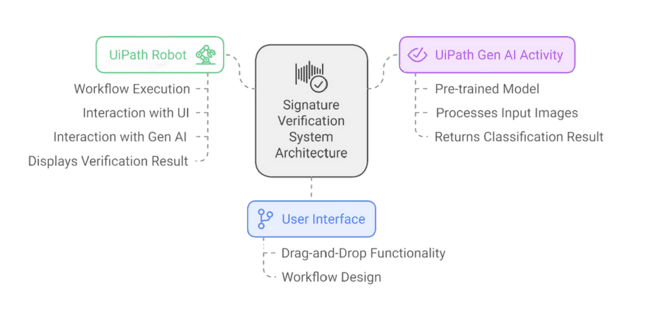 UiPath Robot
Workflow Execution
Interaction with UI
Interaction with Gen AI
Displays Verification Result
Signature
Verification
System
Architecture
UiPath Gen AI Activity
Pre-trained Model
Processes Input Images
Returns Classification Result
User Interface
Drag-and-Drop Functionality
Workflow Design